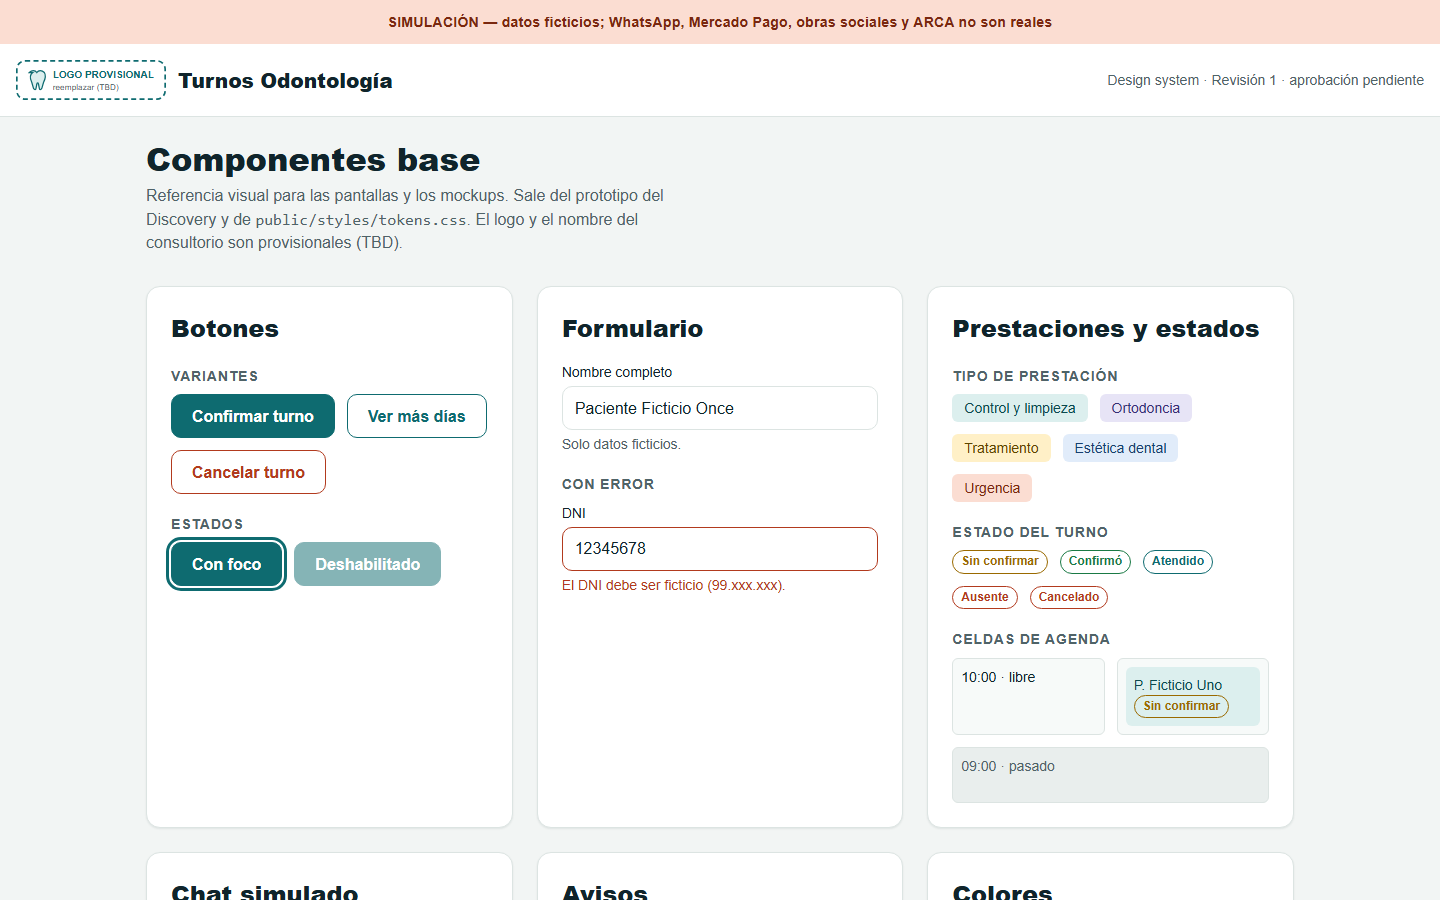 SIMULACIÓN — datos ficticios; WhatsApp, Mercado Pago, obras sociales y ARCA no son reales
LOGO PROVISIONAL
reemplazar (TBD)
Turnos Odontología
Design system · Revisión 1 · aprobación pendiente
Componentes base
Referencia visual para las pantallas y los mockups. Sale del prototipo del
Discovery y de public/styles/tokens.css. El logo y el nombre del
consultorio son provisionales (TBD).
Botones
VARIANTES
Confirmar turno
Ver más días
Cancelar turno
ESTADOS
Con foco
Deshabilitado
Formulario
Nombre completo
Paciente Ficticio Once
Solo datos ficticios.
CON ERROR
DNI
12345678
El DNI debe ser ficticio (99.xxx.xxx).
Prestaciones y estados
TIPO DE PRESTACIÓN
Control y limpieza
Ortodoncia
Tratamiento
Estética dental
Urgencia
ESTADO DEL TURNO
Sin confirmar
Confirmó
Atendido
Ausente
Cancelado
CELDAS DE AGENDA
10:00 · libre
P. Ficticio Uno
Sin confirmar
09:00 · pasado
Chat simulado
Avisos
Colores